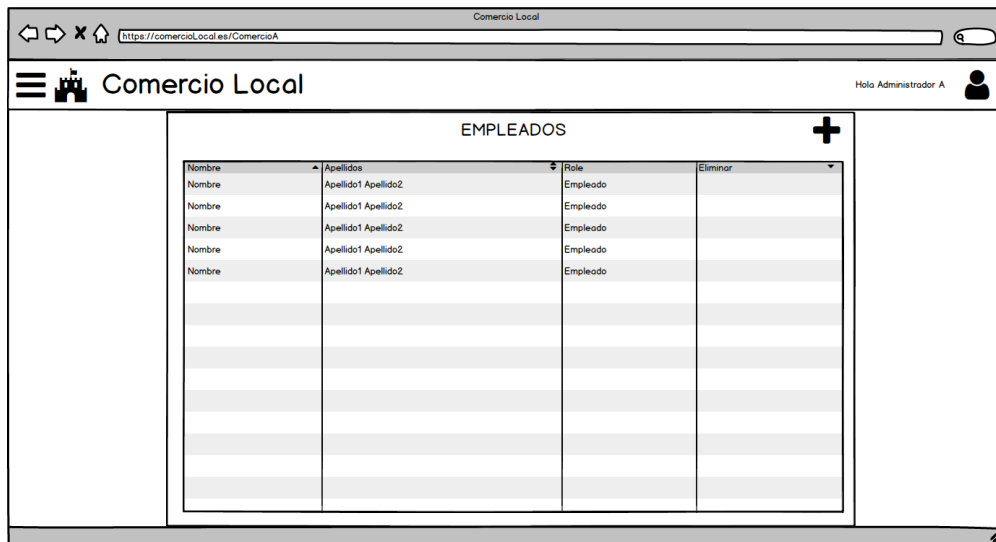 Comercio Local
https://comercioLocal.es/ComercioA
Comercio Local
Hola Administrador A
EMPLEADOS
Nombre Apellidos Role Eliminar
Nombre Apellido1 Apellido2 Empleado
Nombre Apellido1 Apellido2 Empleado
Nombre Apellido1 Apellido2 Empleado
Nombre Apellido1 Apellido2 Empleado
Nombre Apellido1 Apellido2 Empleado